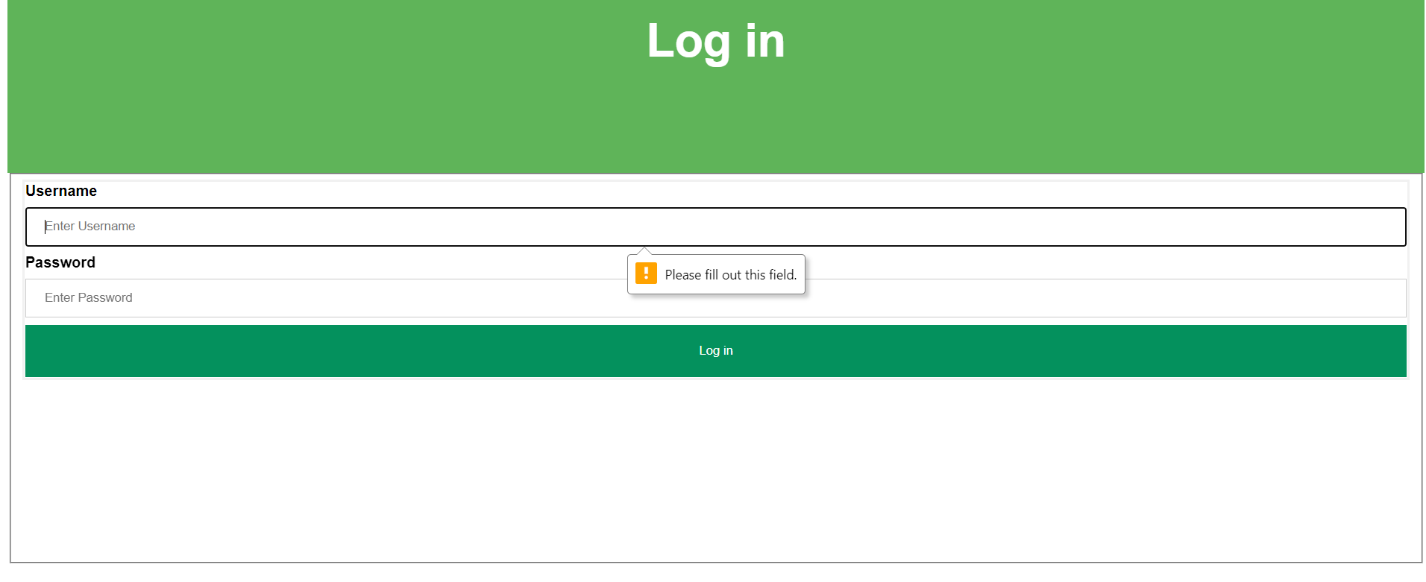 Log in
Username
Enter Username
Password
Please fill out this field.
Enter Password
Log in